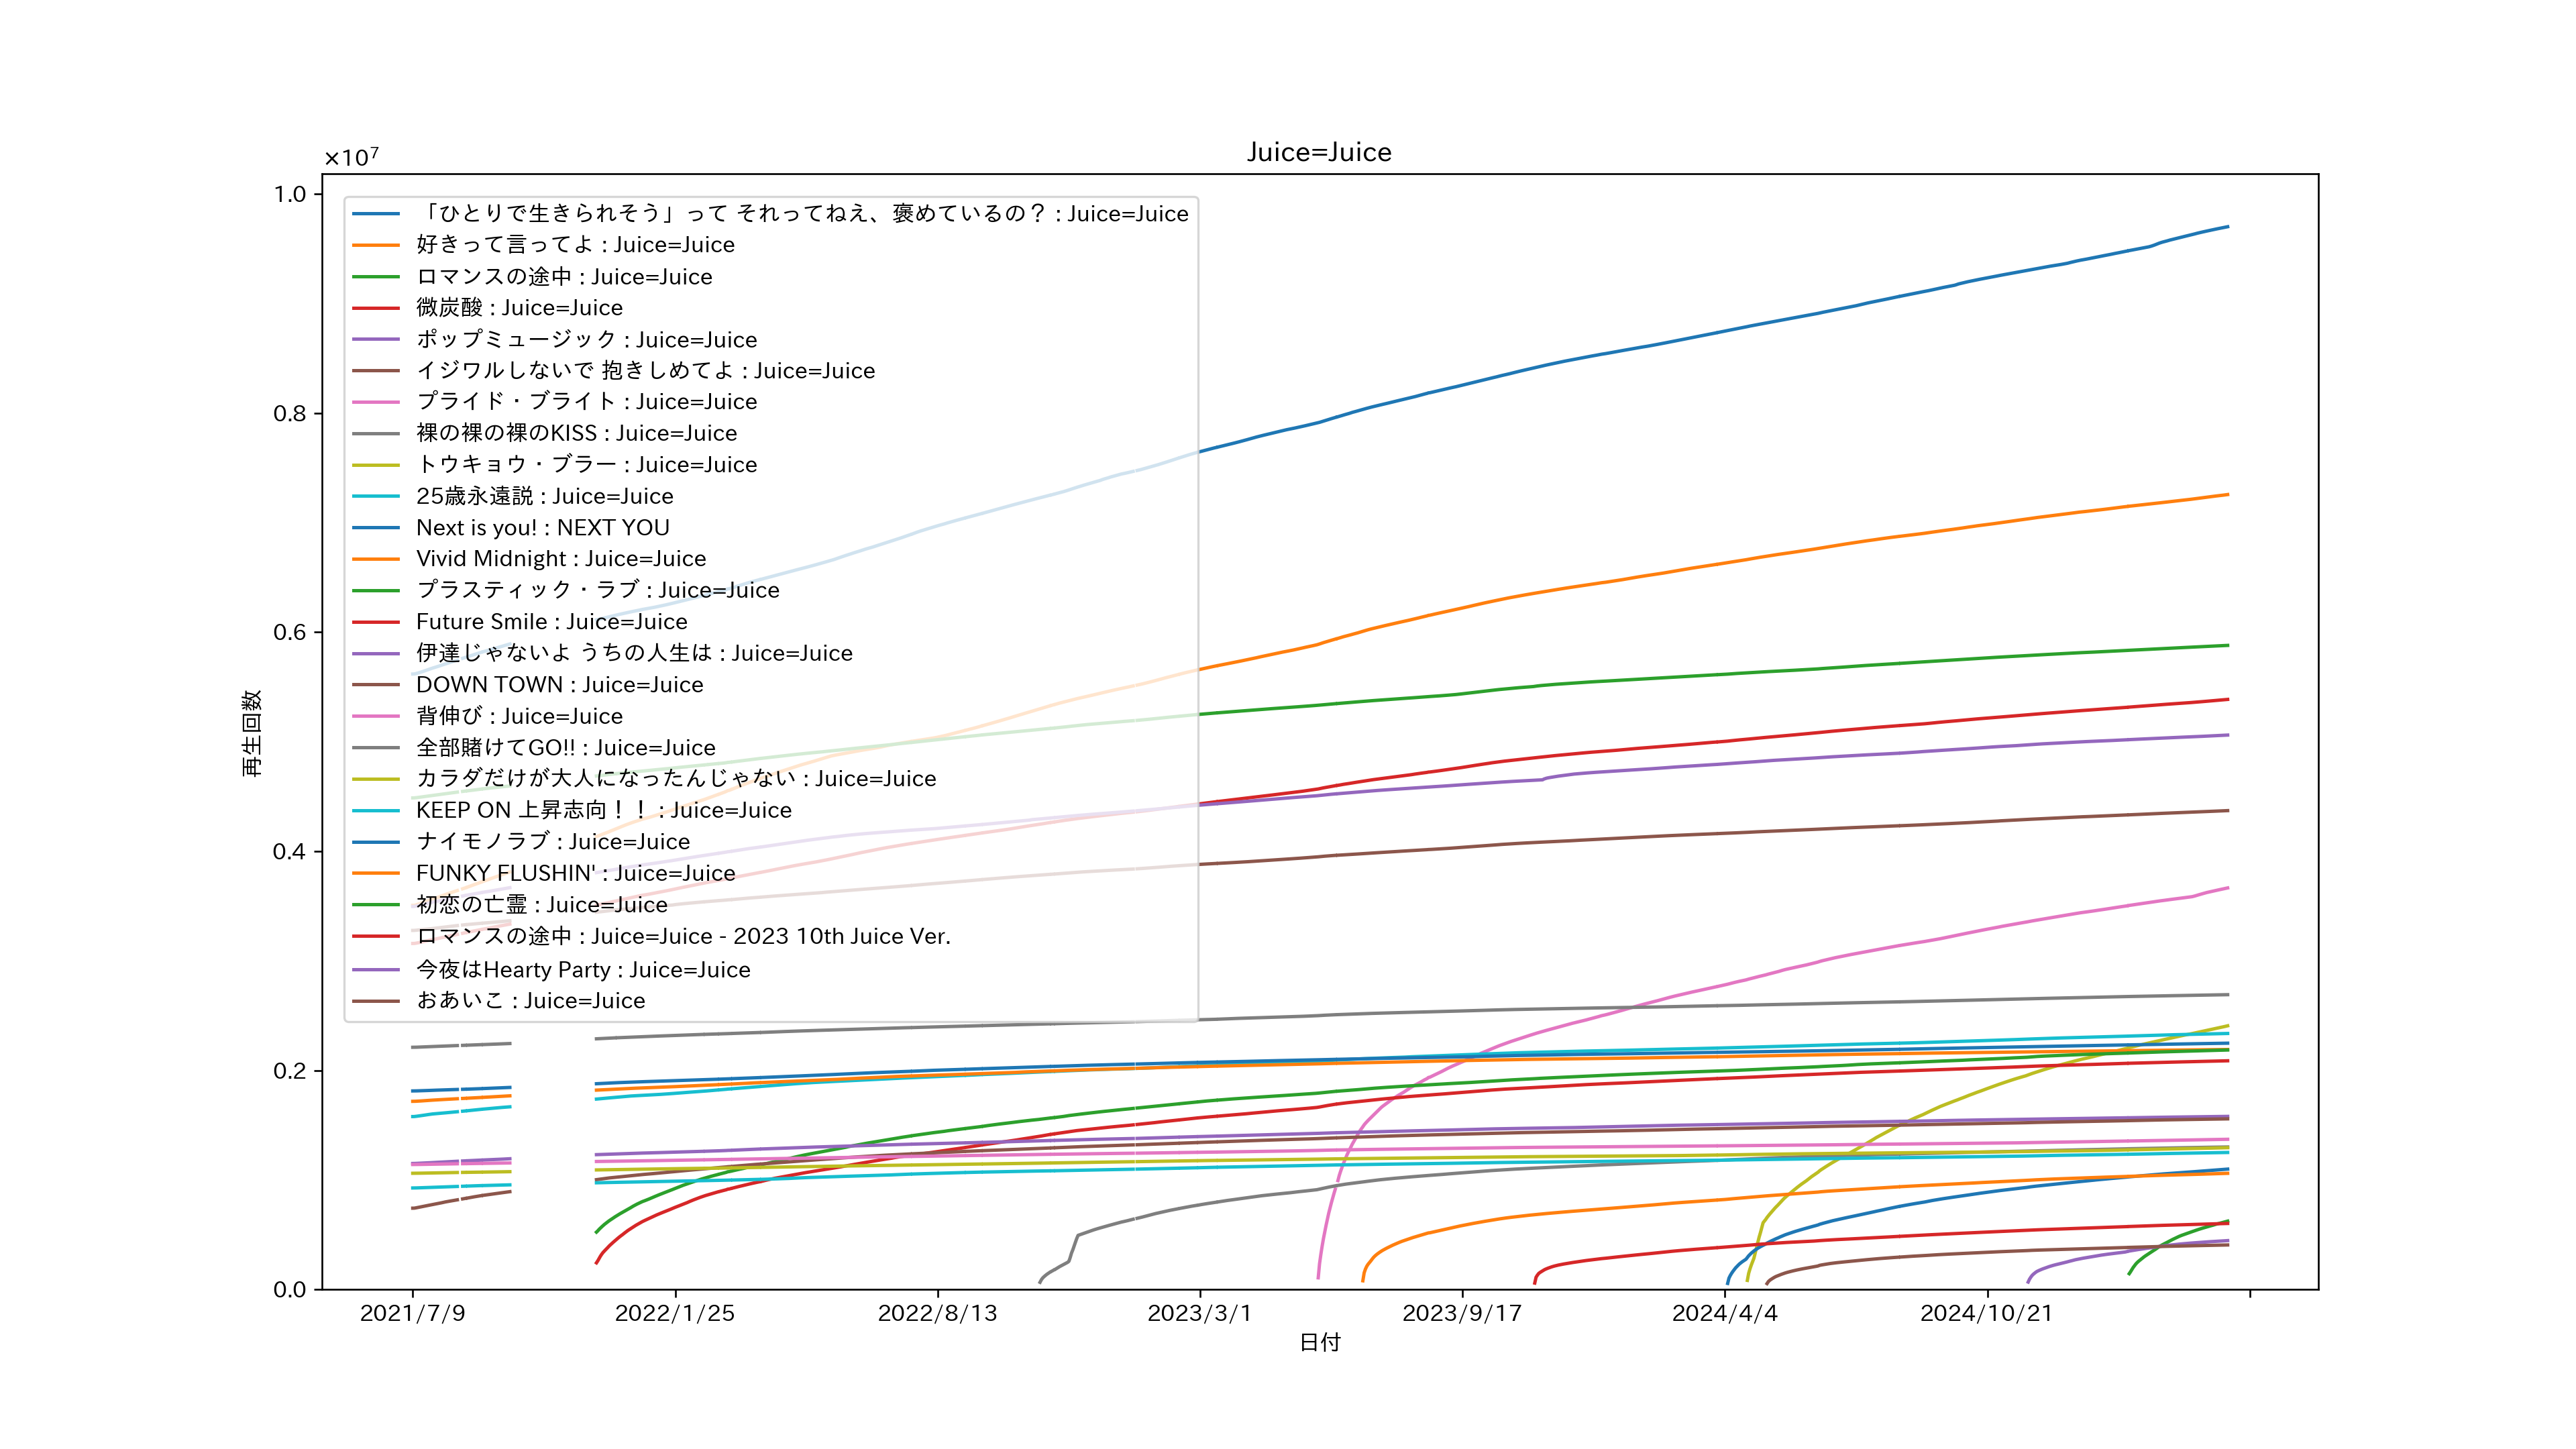 Juice=Juice
×10⁷
1.0
0.8
0.6
0.4
0.2
0.0
再生回数
「ひとりで生きられそう」って それってねえ、褒めているの？ : Juice=Juice
好きって言ってよ : Juice=Juice
ロマンスの途中 : Juice=Juice
微炭酸 : Juice=Juice
ポップミュージック : Juice=Juice
イジワルしないで 抱きしめてよ : Juice=Juice
プライド・ブライト : Juice=Juice
裸の裸の裸のKISS : Juice=Juice
トウキョウ・ブラー : Juice=Juice
25歳永遠説 : Juice=Juice
Next is you! : NEXT YOU
Vivid Midnight : Juice=Juice
プラスティック・ラブ : Juice=Juice
Future Smile : Juice=Juice
伊達じゃないよ うちの人生は : Juice=Juice
DOWN TOWN : Juice=Juice
背伸び : Juice=Juice
全部賭けてGO!! : Juice=Juice
カラダだけが大人になったんじゃない : Juice=Juice
KEEP ON 上昇志向！！ : Juice=Juice
ナイモノラブ : Juice=Juice
FUNKY FLUSHIN' : Juice=Juice
初恋の亡霊 : Juice=Juice
ロマンスの途中 : Juice=Juice - 2023 10th Juice Ver.
今夜はHearty Party : Juice=Juice
おあいこ : Juice=Juice
2021/7/9 2022/1/25 2022/8/13 2023/3/1 2023/9/17 2024/4/4 2024/10/21
日付